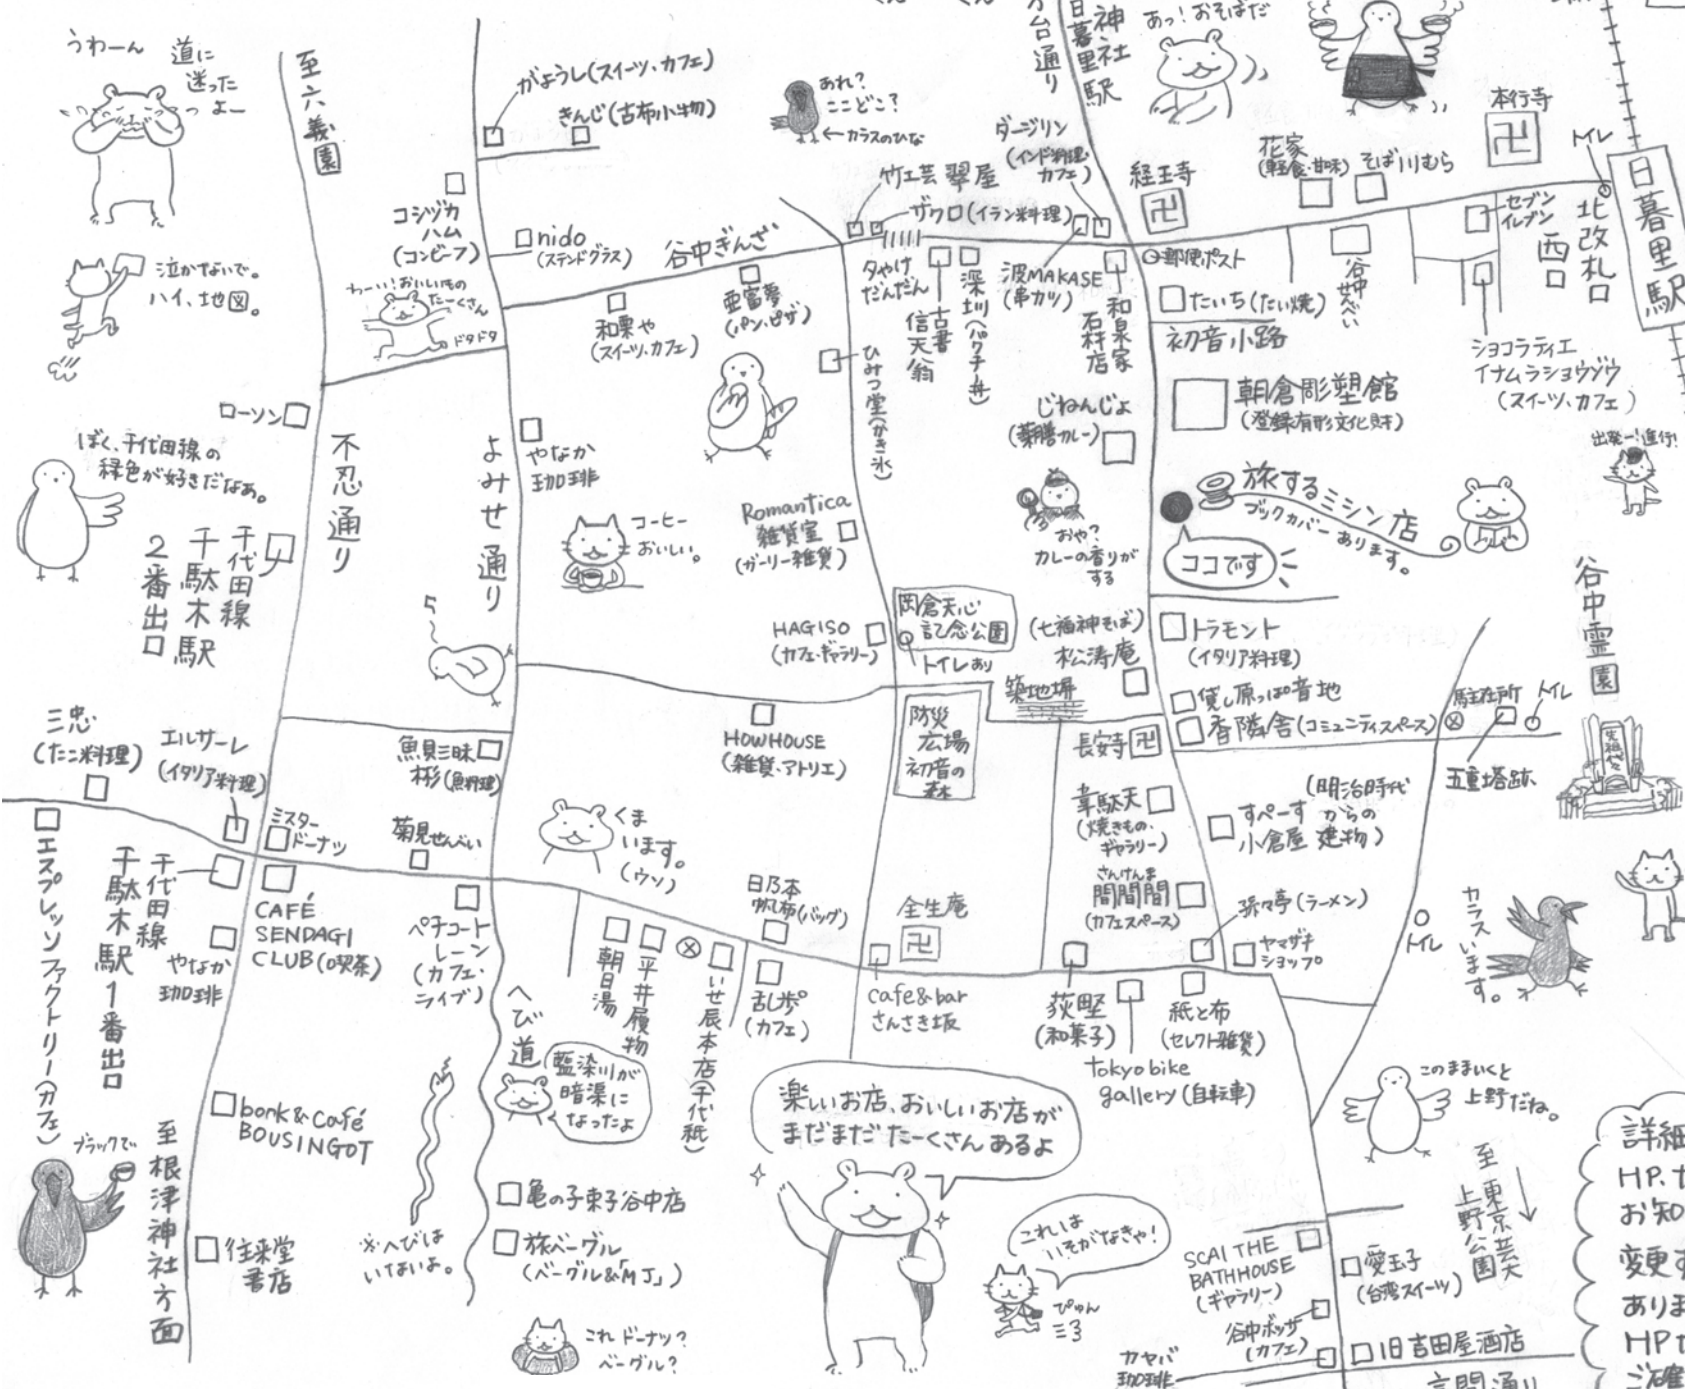 うわーん
道に
迷った
よー
至六義園
がようし(スイーツ、カフェ)
きんじ(古布小物)
あれ?
ここどこ?
←カラスのひな
台通り
日暮里駅
神社
あっ!おそばだ
ダージリン
(インド料理・
カフェ)
経王寺
花家
(軽食・甘味)
そば川むら
本行寺
トイレ
日暮里駅
北改札口
西口
セブン
イレブン
コシヅカ
ハム
(コンビーフ)
nido
(ステンドグラス)
谷中ぎんざ
竹工芸 翠屋
ザクロ(イラン料理)
夕やけ
だんだん
古書
信天翁
深圳(パクチー丼)
波MAKASE
(串カツ)
和泉家
石材店
郵便ポスト
たいち(たい焼)
初音小路
谷中せんべい
ショコラティエ
イナムラショウゾウ
(スイーツ、カフェ)
泣かないで。
ハイ、地図。
わーい!おいしいもの
たーくさん
ドタドタ
和栗や
(スイーツ、カフェ)
亜富夢
(パン、ピザ)
ひみつ堂(かき氷)
朝倉彫塑館
(登録有形文化財)
じねんじょ
(薬膳カレー)
出発ー!進行!
ローソン
ぼく、千代田線の
緑色が好きだなぁ。
不忍通り
よみせ通り
やなか
珈琲
コーヒー
おいしい。
Romantica
雑貨室
(ガーリー雑貨)
おや?
カレーの香りが
する
旅するミシン店
ブックカバーあります。
ココです
千代田線
千駄木駅
2番出口
HAGISO
(カフェ・ギャラリー)
岡倉天心
記念公園
トイレあり
(七福神そば)
松涛庵
トラモント
(イタリア料理)
谷中霊園
築地塀
貸し原っぱ音地
香隣舎(コミュニティスペース)
駐在所
トイレ
五重塔跡
先祖代々
三忠
(たこ料理)
エルサーレ
(イタリア料理)
魚貝三昧
彬(魚料理)
HOWHOUSE
(雑貨、アトリエ)
防災
広場
初音の
森
長安寺
韋駄天
(焼きもの・
ギャラリー)
すぺーす
小倉屋
(明治時代
からの
建物)
ミスター
ドーナツ
菊見せんべい
くま
います。
(ウソ)
さんけんま
間間間
(カフェスペース)
エスプレッソファクトリー(カフェ)
千代田線
千駄木駅1番出口
CAFÉ
SENDAGI
CLUB(喫茶)
やなか
珈琲
ペチコート
レーン
(カフェ・
ライブ)
朝日湯
平井履物
いせ辰本店(千代紙)
日乃本
帆布(バッグ)
乱歩゜
(カフェ)
全生庵
cafe&bar
さんさき坂
荻野
(和菓子)
tokyobike
gallery(自転車)
紙と布
(セレクト雑貨)
孫々亭(ラーメン)
ヤマザキ
ショップ
トイレ
カラスいます。
へび道
藍染川が
暗渠に
なったよ
楽しいお店、おいしいお店が
まだまだ たーくさんあるよ
このままいくと
上野だね。
至
東京芸大
上野公園
book&café
BOUSINGOT
至根津神社方面
ブラックで
往来堂
書店
※へびは
いないよ。
亀の子束子谷中店
旅ベーグル
(ベーグル&「MJ」)
これ ドーナツ?
ベーグル?
これは
いそがなきゃ!
ぴゅん
SCAI THE
BATHHOUSE
(ギャラリー)
愛玉子
(台湾スイーツ)
谷中ボッサ
(カフェ)
カヤバ
珈琲
旧吉田屋酒店
言問通り
詳細
HP.
お知
変更す
ありま
HP
ご確